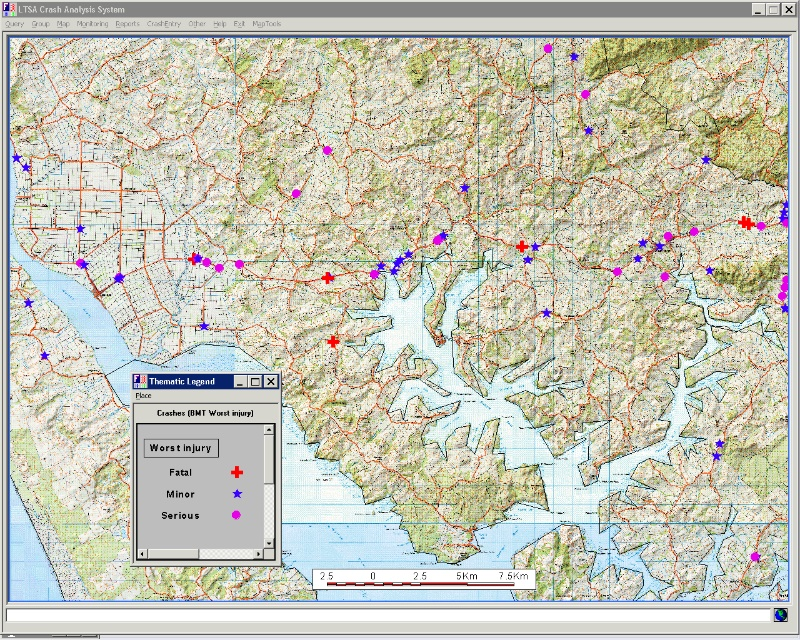 LTSA Crash Analysis System
Query Group Map Monitoring Reports CrashEntry Other Help Exit MapTools
Thematic Legend
Place
Crashes (BMT Worst injury)
Worst injury
Fatal
Minor
Serious
2.5 0 2.5 5Km 7.5Km